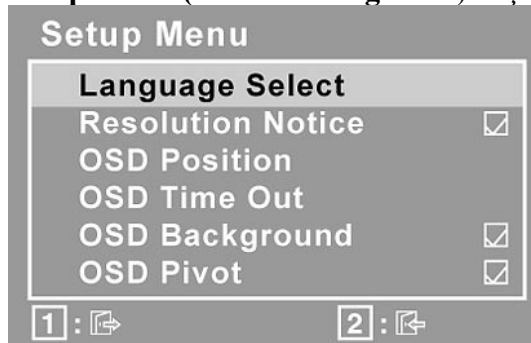 Setup Menu
Language Select
Resolution Notice
OSD Position
OSD Time Out
OSD Background
OSD Pivot
1 : 2 :